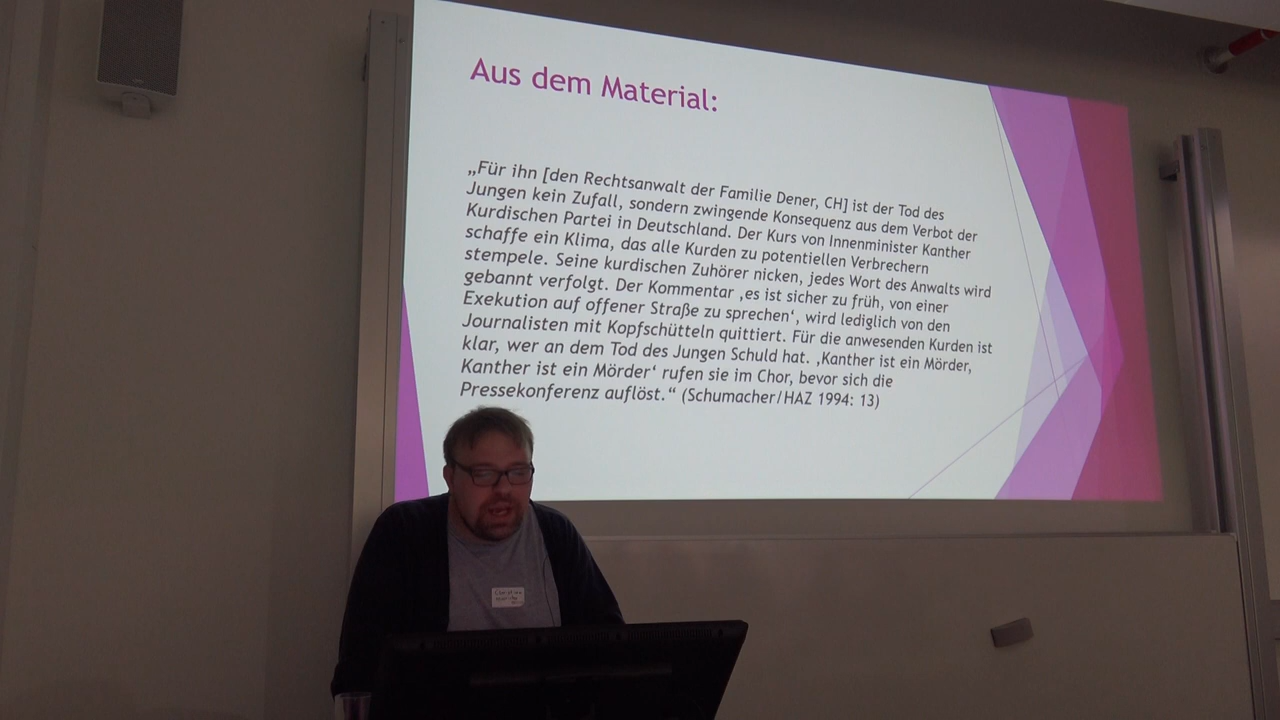 Aus dem Material:
„Für ihn [den Rechtsanwalt der Familie Dener, CH] ist der Tod des
Jungen kein Zufall, sondern zwingende Konsequenz aus dem Verbot der
Kurdischen Partei in Deutschland. Der Kurs von Innenminister Kanther
schaffe ein Klima, das alle Kurden zu potentiellen Verbrechern
stempele. Seine kurdischen Zuhörer nicken, jedes Wort des Anwalts wird
gebannt verfolgt. Der Kommentar ‚es ist sicher zu früh, von einer
Exekution auf offener Straße zu sprechen‘, wird lediglich von den
Journalisten mit Kopfschütteln quittiert. Für die anwesenden Kurden ist
klar, wer an dem Tod des Jungen Schuld hat. ‚Kanther ist ein Mörder,
Kanther ist ein Mörder‘ rufen sie im Chor, bevor sich die
Pressekonferenz auflöst.“ (Schumacher/HAZ 1994: 13)